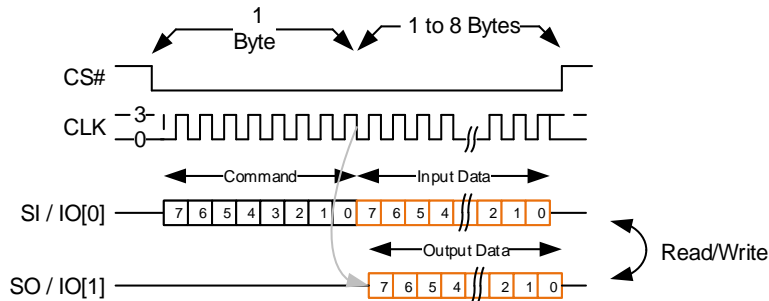 1
Byte
1 to 8 Bytes
CS#
CLK
3
0
Command
Input Data
SI / IO[0]
7 6 5 4 3 2 1 0 7 6 5 4 2 1 0
Output Data
Read/Write
SO / IO[1]
7 6 5 4 2 1 0